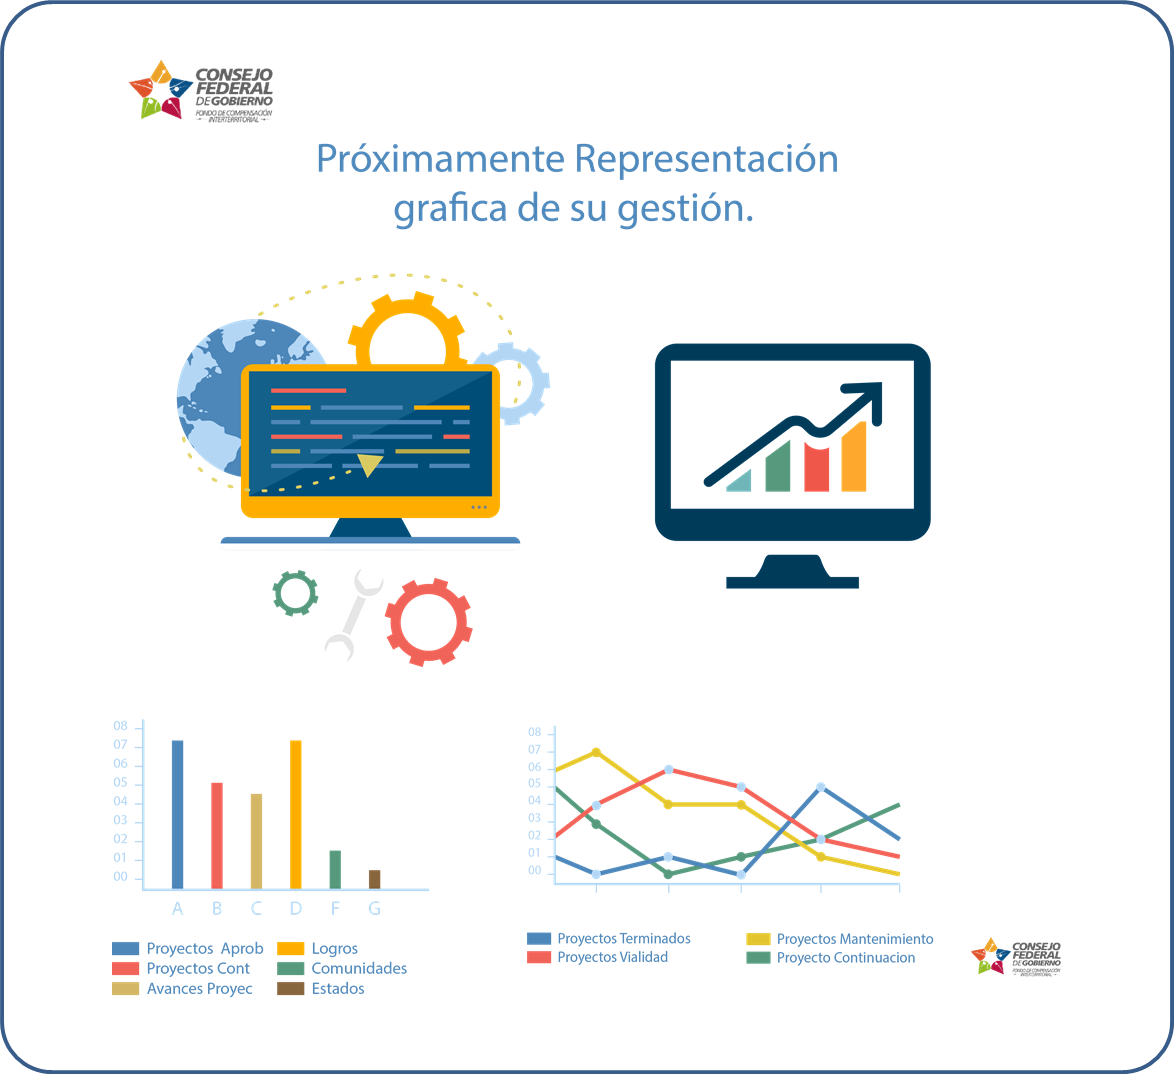 CONSEJO
FEDERAL
DE GOBIERNO
FONDO DE COMPENSACIÓN
INTERTERRITORIAL
Próximamente Representación
grafica de su gestión.
08
07
06
05
04
03
02
01
00
A B C D F G
Proyectos Aprob
Logros
Proyectos Cont
Comunidades
Avances Proyec
Estados
08
07
06
05
04
03
02
01
00
Proyectos Terminados
Proyectos Mantenimiento
Proyectos Vialidad
Proyecto Continuacion
CONSEJO
FEDERAL
DE GOBIERNO
FONDO DE COMPENSACIÓN
INTERTERRITORIAL